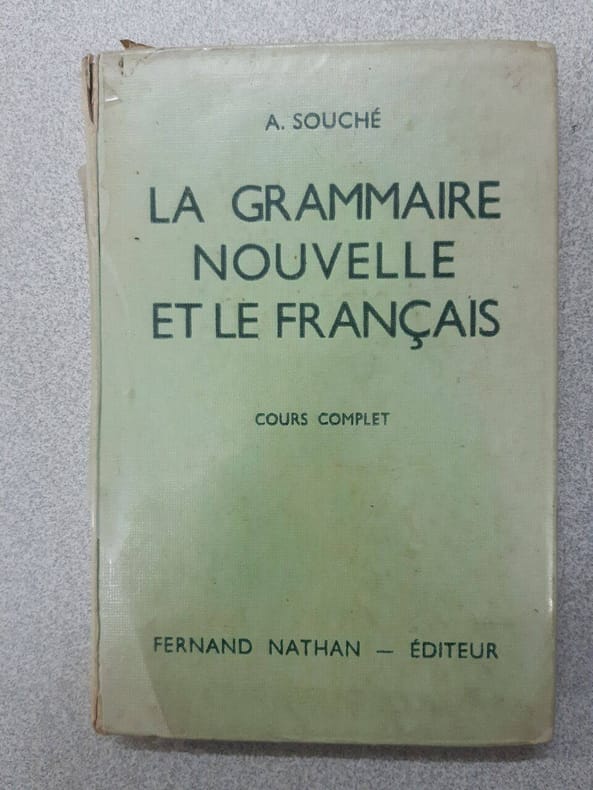 A. SOUCHÉ
LA GRAMMAIRE
NOUVELLE
ET LE FRANÇAIS
COURS COMPLET
FERNAND NATHAN — ÉDITEUR